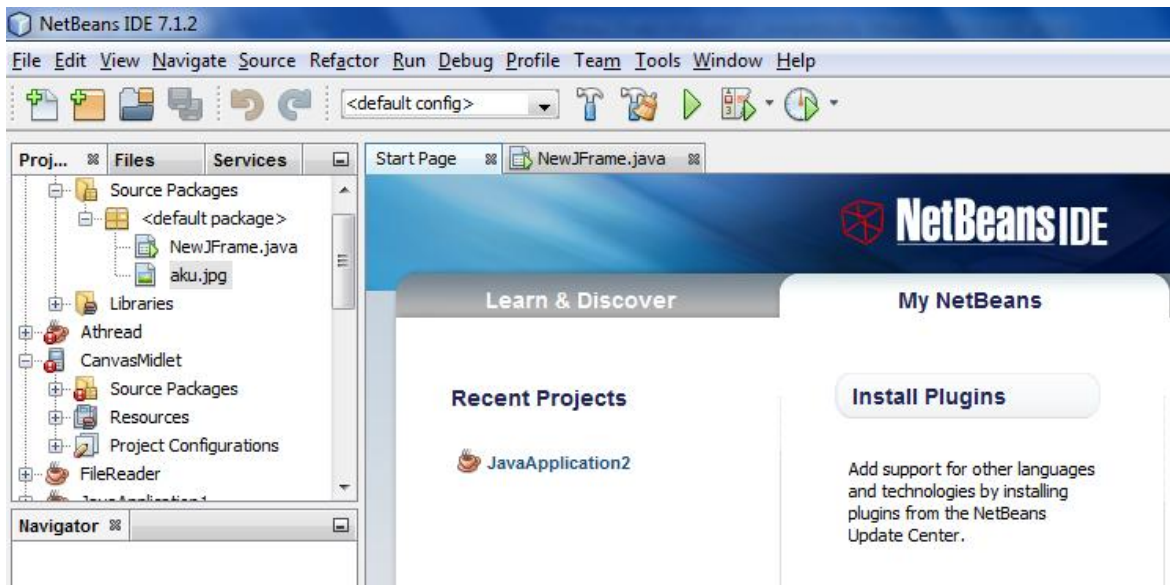 NetBeans IDE 7.1.2
File Edit View Navigate Source Refactor Run Debug Profile Team Tools Window Help
<default config>
Proj... Files Services
Start Page NewJFrame.java
Source Packages
<default package>
NewJFrame.java
aku.jpg
Libraries
Athread
CanvasMidlet
Source Packages
Resources
Project Configurations
FileReader
JavaApplication1
Navigator
NetBeans IDE
Learn & Discover My NetBeans
Recent Projects
JavaApplication2
Install Plugins
Add support for other languages
and technologies by installing
plugins from the NetBeans
Update Center.